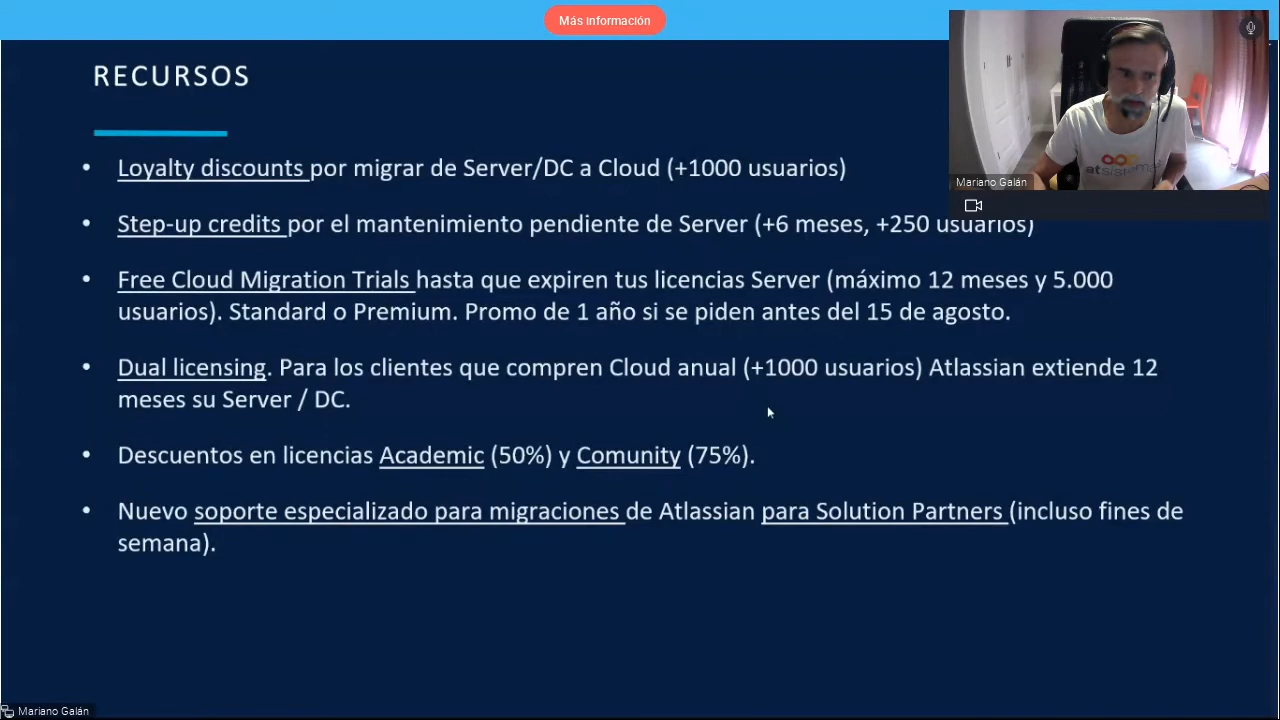 Más información
RECURSOS
• Loyalty discounts por migrar de Server/DC a Cloud (+1000 usuarios)
• Step-up credits por el mantenimiento pendiente de Server (+6 meses, +250 usuarios)
• Free Cloud Migration Trials hasta que expiren tus licencias Server (máximo 12 meses y 5.000
usuarios). Standard o Premium. Promo de 1 año si se piden antes del 15 de agosto.
• Dual licensing. Para los clientes que compren Cloud anual (+1000 usuarios) Atlassian extiende 12
meses su Server / DC.
• Descuentos en licencias Academic (50%) y Comunity (75%).
• Nuevo soporte especializado para migraciones de Atlassian para Solution Partners (incluso fines de
semana).
Mariano Galán
Mariano Galán